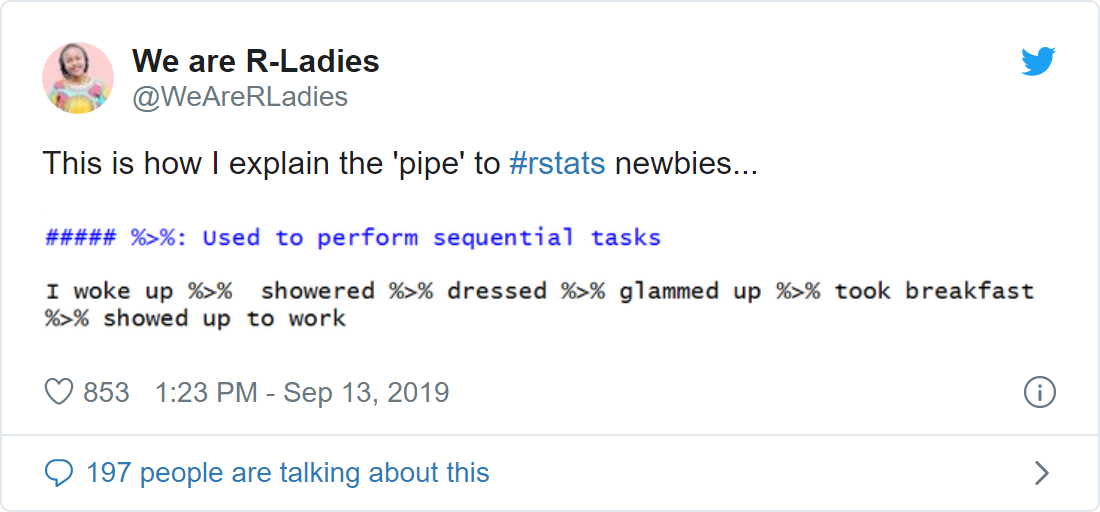 We are R-Ladies
@WeAreRLadies
This is how I explain the 'pipe' to #rstats newbies...
##### %>%: Used to perform sequential tasks
I woke up %>%  showered %>% dressed %>% glammed up %>% took breakfast
%>% showed up to work
853 1:23 PM - Sep 13, 2019
197 people are talking about this